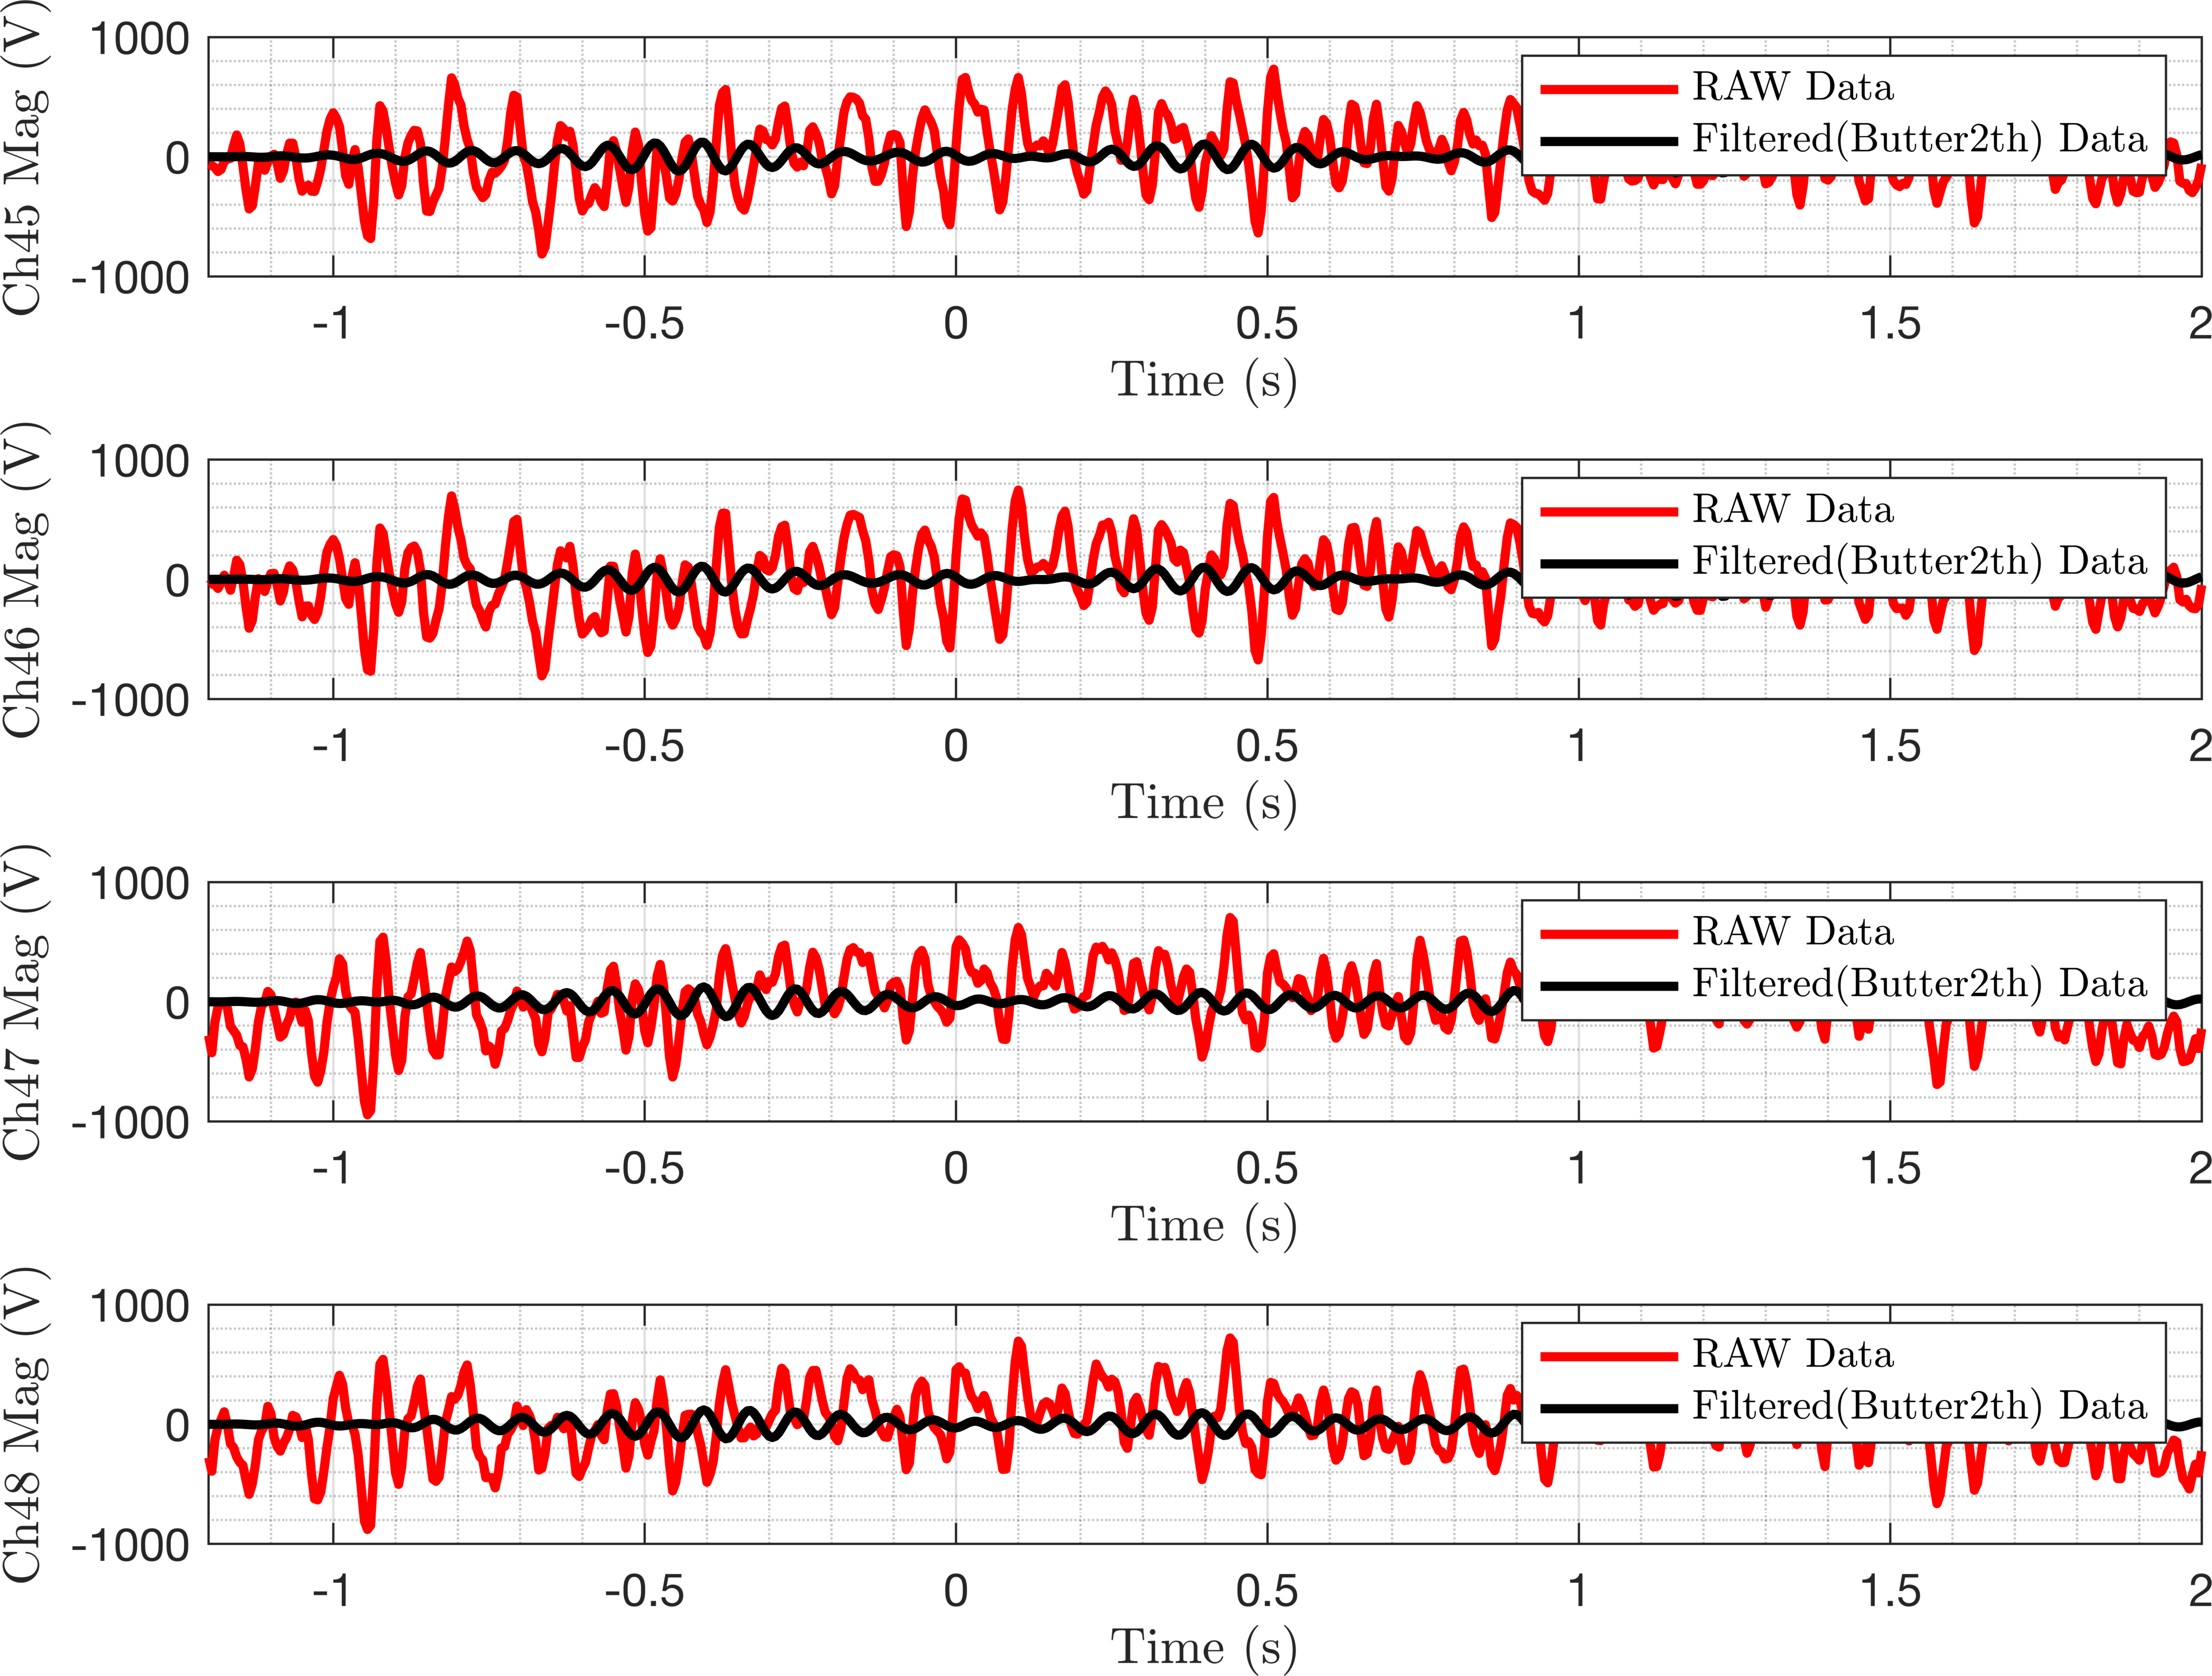 Ch45 Mag (V)
1000
0
-1000
RAW Data
Filtered(Butter2th) Data
-1 -0.5 0 0.5 1 1.5 2
Time (s)
Ch46 Mag (V)
1000
0
-1000
RAW Data
Filtered(Butter2th) Data
-1 -0.5 0 0.5 1 1.5 2
Time (s)
Ch47 Mag (V)
1000
0
-1000
RAW Data
Filtered(Butter2th) Data
-1 -0.5 0 0.5 1 1.5 2
Time (s)
Ch48 Mag (V)
1000
0
-1000
RAW Data
Filtered(Butter2th) Data
-1 -0.5 0 0.5 1 1.5 2
Time (s)